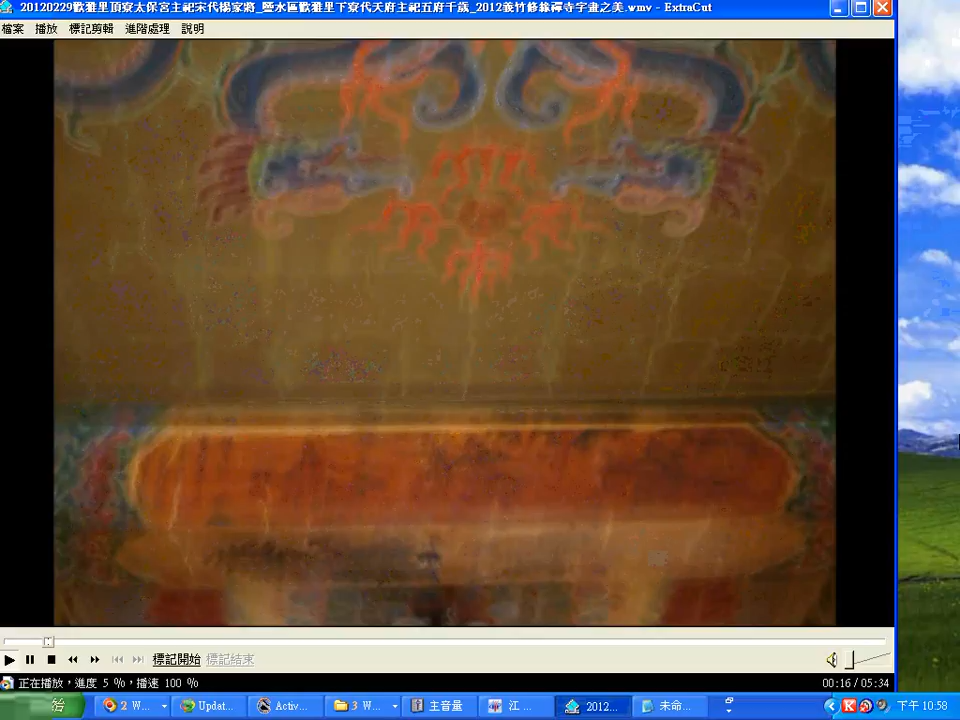 20120229歡雅里頂寮太保宮主祀宋代楊家將_鹽水區歡雅里下寮代天府主祀五府千歲_2012義竹修緣禪寺字畫之美.wmv - ExtraCut
檔案 播放 標記剪輯 進階處理 說明
標記開始 標記結束
正在播放，進度 5 %，播速 100 % 00:16 / 05:34
2 W... Updat... Activ... 3 W... 主音量 江 ... 2012... 未命... 下午 10:58